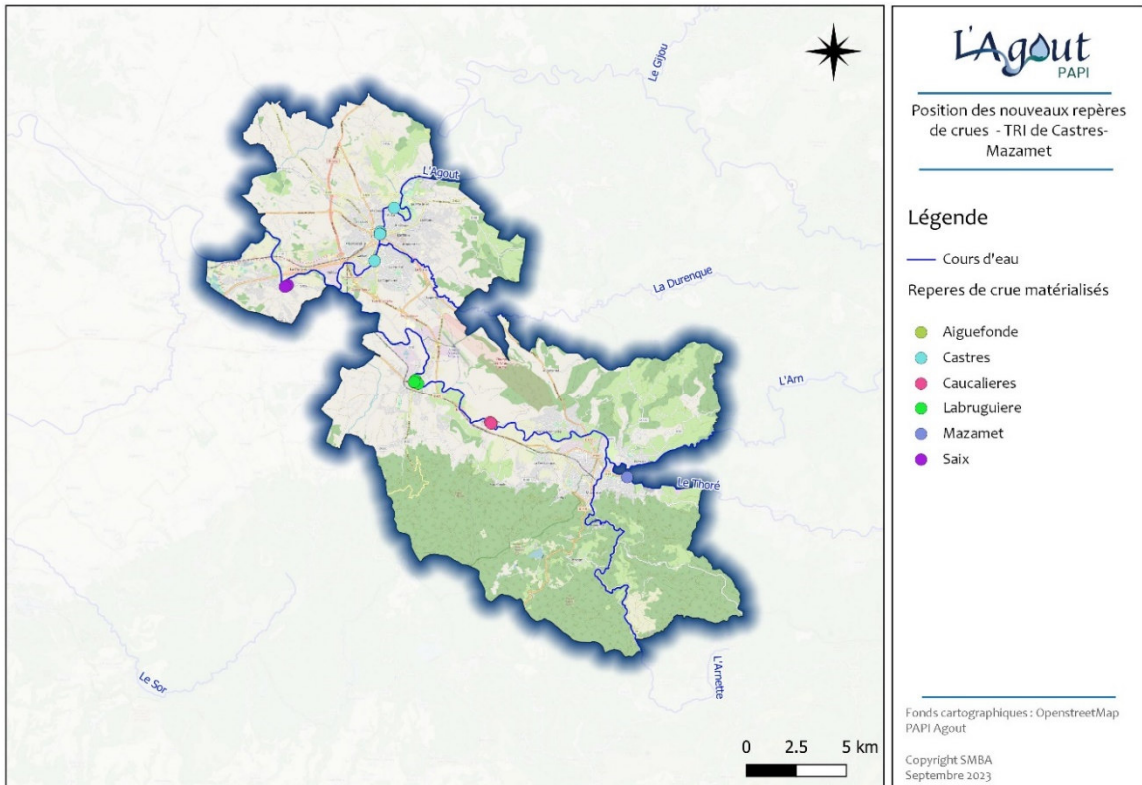 Le Gijou
L'Agout
La Durenque
L'Arn
Le Thoré
Le Sor
L'Arnette
0 2.5 5 km
L'Agout
PAPI
Position des nouveaux repères
de crues - TRI de Castres-
Mazamet
Légende
Cours d'eau
Reperes de crue matérialisés
Aiguefonde
Castres
Caucalieres
Labruguiere
Mazamet
Saix
Fonds cartographiques : OpenstreetMap
PAPI Agout
Copyright SMBA
Septembre 2023